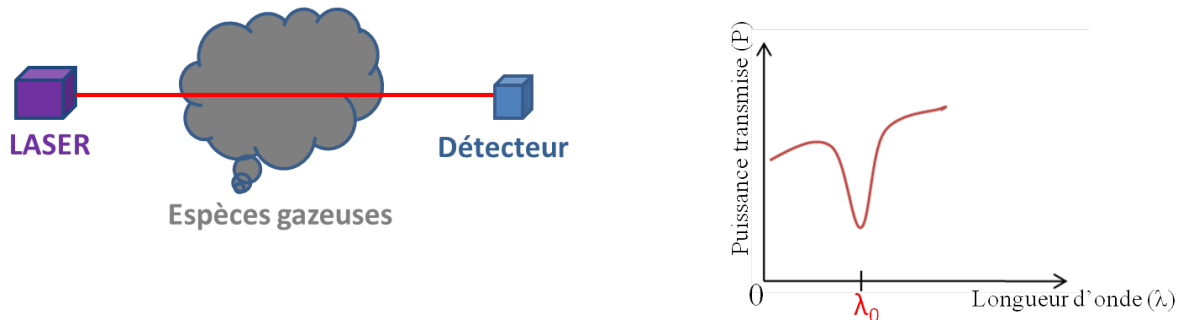 LASER
Détecteur
Espèces gazeuses
Puissance transmise (P)
0
λ0
Longueur d'onde (λ)